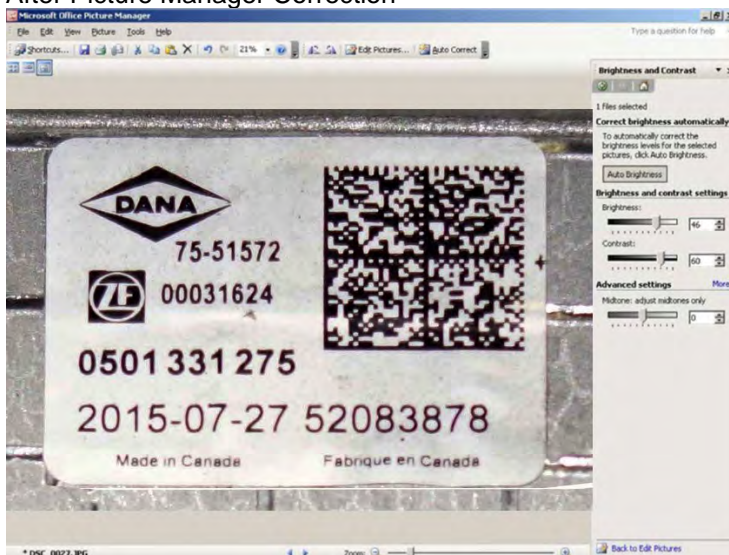 After Picture Manager Correction
Microsoft Office Picture Manager
File Edit View Picture Tools Help
Type a question for help
Shortcuts... 21% Edit Pictures... Auto Correct
Brightness and Contrast
1 files selected
Correct brightness automatically
To automatically correct the
brightness levels for the selected
pictures, click Auto Brightness.
Auto Brightness
Brightness and contrast settings
Brightness:
46
Contrast:
60
Advanced settings More
Midtone: adjust midtones only
0
DANA
75-51572
ZF 00031624
0501 331 275
2015-07-27 52083878
Made in Canada Fabrique en Canada
* DSC_0027.JPG Zoom:
Back to Edit Pictures